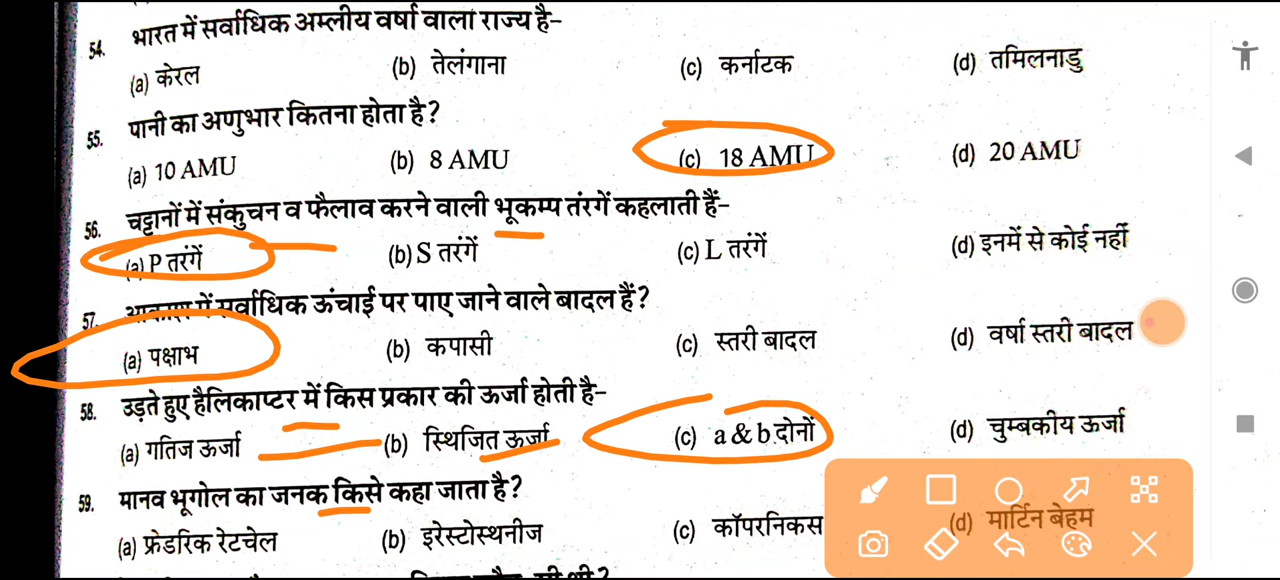 54. भारत में सर्वाधिक अम्लीय वर्षा वाला राज्य है-
(a) केरल (b) तेलंगाना (c) कर्नाटक (d) तमिलनाडु
55. पानी का अणुभार कितना होता है?
(a) 10 AMU (b) 8 AMU (c) 18 AMU (d) 20 AMU
56. चट्टानों में संकुचन व फैलाव करने वाली भूकम्प तरंगें कहलाती हैं-
(a) P तरंगें (b) S तरंगें (c) L तरंगें (d) इनमें से कोई नहीं
57. आकाश में सर्वाधिक ऊंचाई पर पाए जाने वाले बादल हैं?
(a) पक्षाभ (b) कपासी (c) स्तरी बादल (d) वर्षा स्तरी बादल
58. उड़ते हुए हैलिकाप्टर में किस प्रकार की ऊर्जा होती है-
(a) गतिज ऊर्जा (b) स्थिजित ऊर्जा (c) a & b दोनों (d) चुम्बकीय ऊर्जा
59. मानव भूगोल का जनक किसे कहा जाता है?
(a) फ्रेडरिक रेटचेल (b) इरेस्टोस्थनीज (c) कॉपरनिकस (d) मार्टिन बेहम